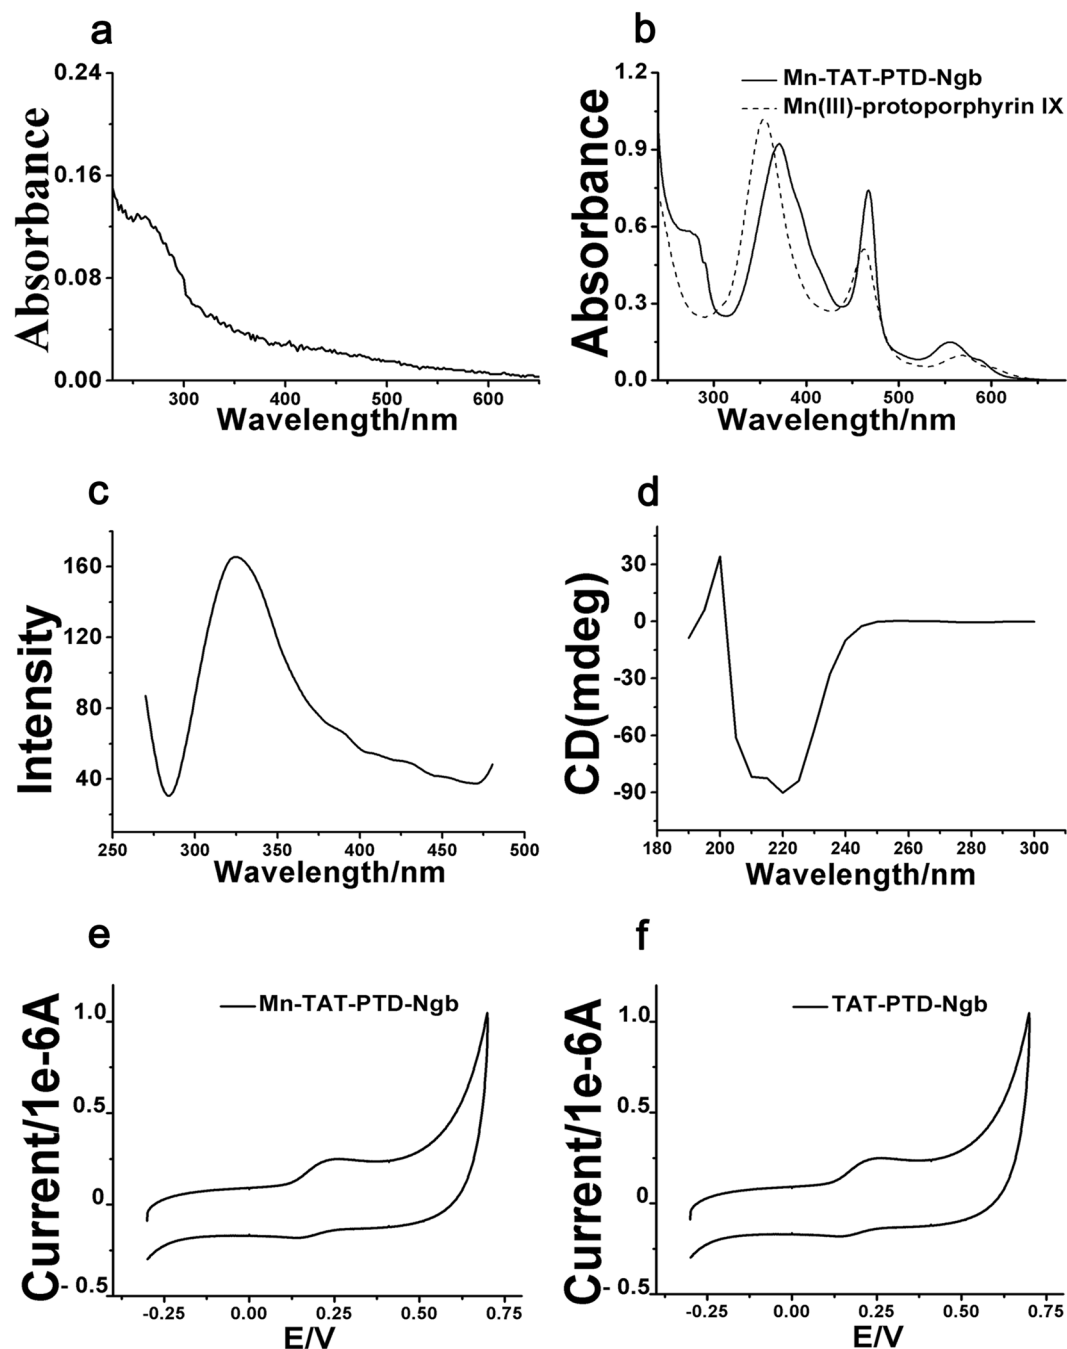 a
0.24
0.16
0.08
0.00
300
400
500
600
Absorbance
Wavelength/nm
b
Mn-TAT-PTD-Ngb
Mn(III)-protoporphyrin IX
1.2
0.9
0.6
0.3
0.0
300
400
500
600
Absorbance
Wavelength/nm
c
160
120
80
40
250
300
350
400
450
500
Intensity
Wavelength/nm
d
30
0
-30
-60
-90
180
200
220
240
260
280
300
CD(mdeg)
Wavelength/nm
e
Mn-TAT-PTD-Ngb
1.0
0.5
0
- 0.5
-0.25
0.00
0.25
0.50
0.75
Current/1e-6A
E/V
f
TAT-PTD-Ngb
1.0
0.5
0
- 0.5
-0.25
0.00
0.25
0.50
0.75
Current/1e-6A
E/V